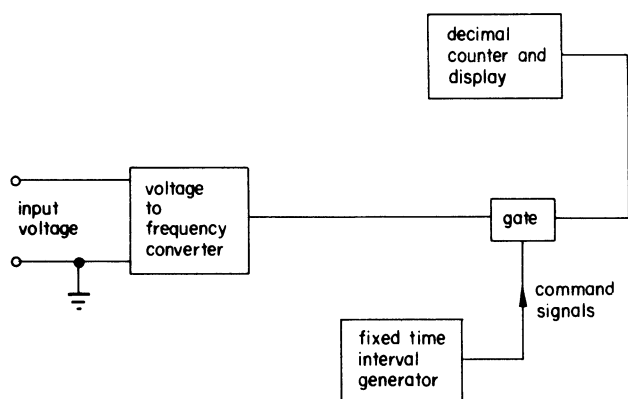 decimal
counter and
display
voltage
to
frequency
converter
input
voltage
gate
command
signals
fixed time
interval
generator